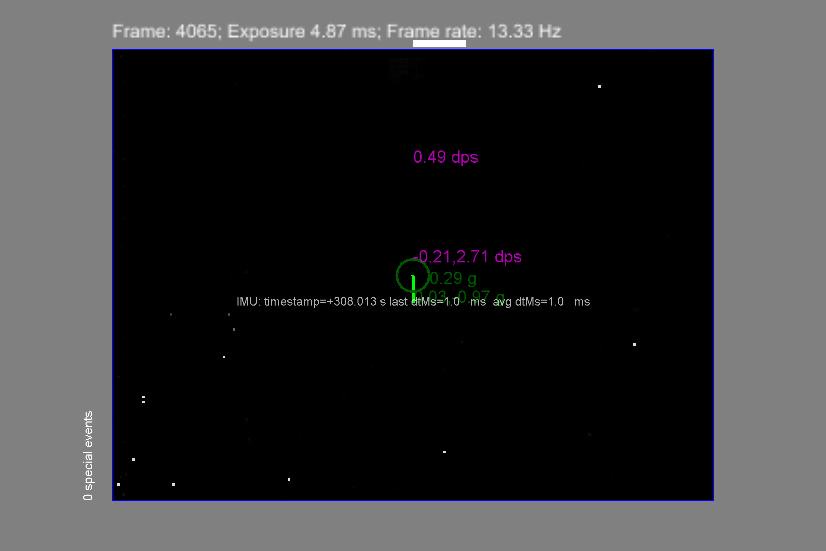 Frame: 4065; Exposure 4.87 ms; Frame rate: 13.33 Hz
0.49 dps
-0.21,2.71 dps
0.29 g
IMU: timestamp=+308.013 s last dtMs=1.0 ms avg dtMs=1.0 ms
0 special events